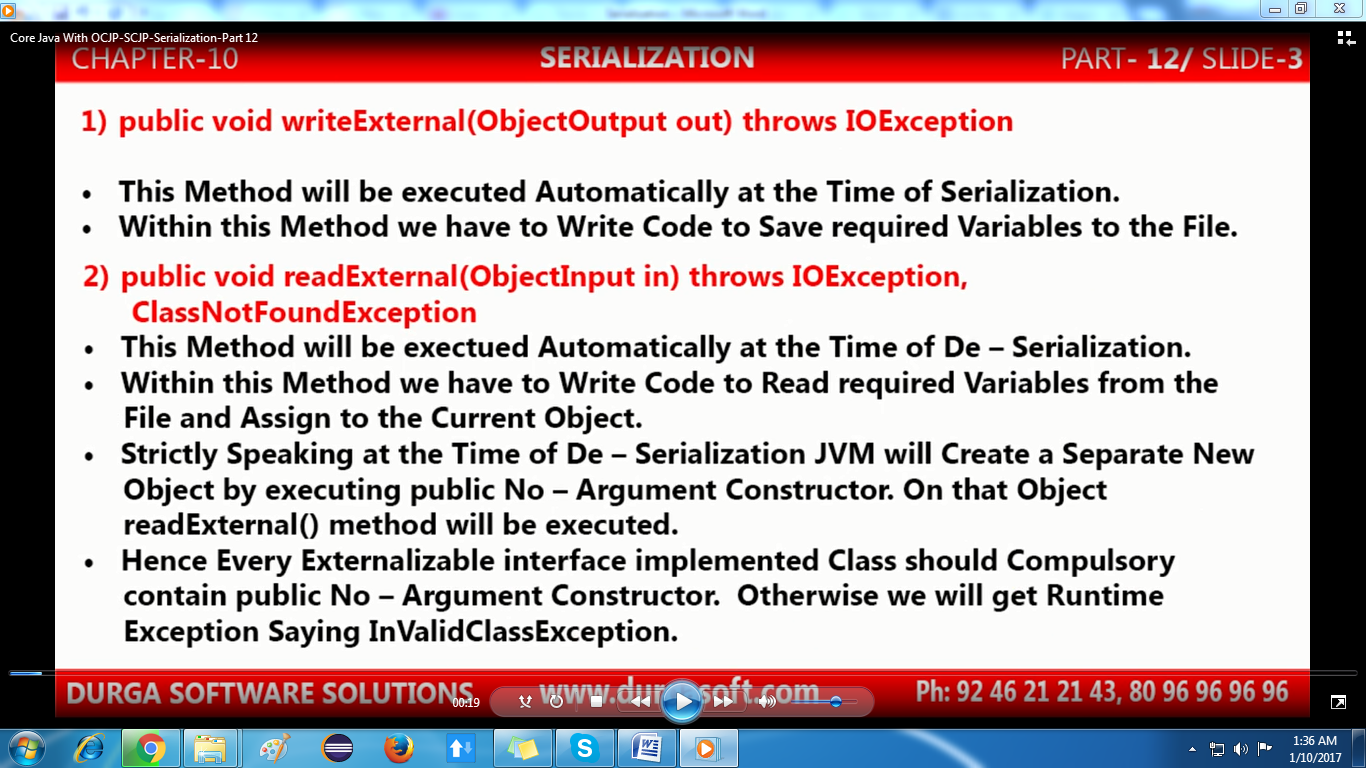 Core Java With OCJP-SCJP-Serialization-Part 12
CHAPTER-10
SERIALIZATION
PART- 12/ SLIDE-3
1) public void writeExternal(ObjectOutput out) throws IOException
• This Method will be executed Automatically at the Time of Serialization.
• Within this Method we have to Write Code to Save required Variables to the File.
2) public void readExternal(ObjectInput in) throws IOException,
ClassNotFoundException
• This Method will be exectued Automatically at the Time of De – Serialization.
• Within this Method we have to Write Code to Read required Variables from the
File and Assign to the Current Object.
• Strictly Speaking at the Time of De – Serialization JVM will Create a Separate New
Object by executing public No – Argument Constructor. On that Object
readExternal() method will be executed.
• Hence Every Externalizable interface implemented Class should Compulsory
contain public No – Argument Constructor. Otherwise we will get Runtime
Exception Saying InValidClassException.
DURGA SOFTWARE SOLUTIONS
Ph: 92 46 21 21 43, 80 96 96 96 96
00:19
1:36 AM
1/10/2017